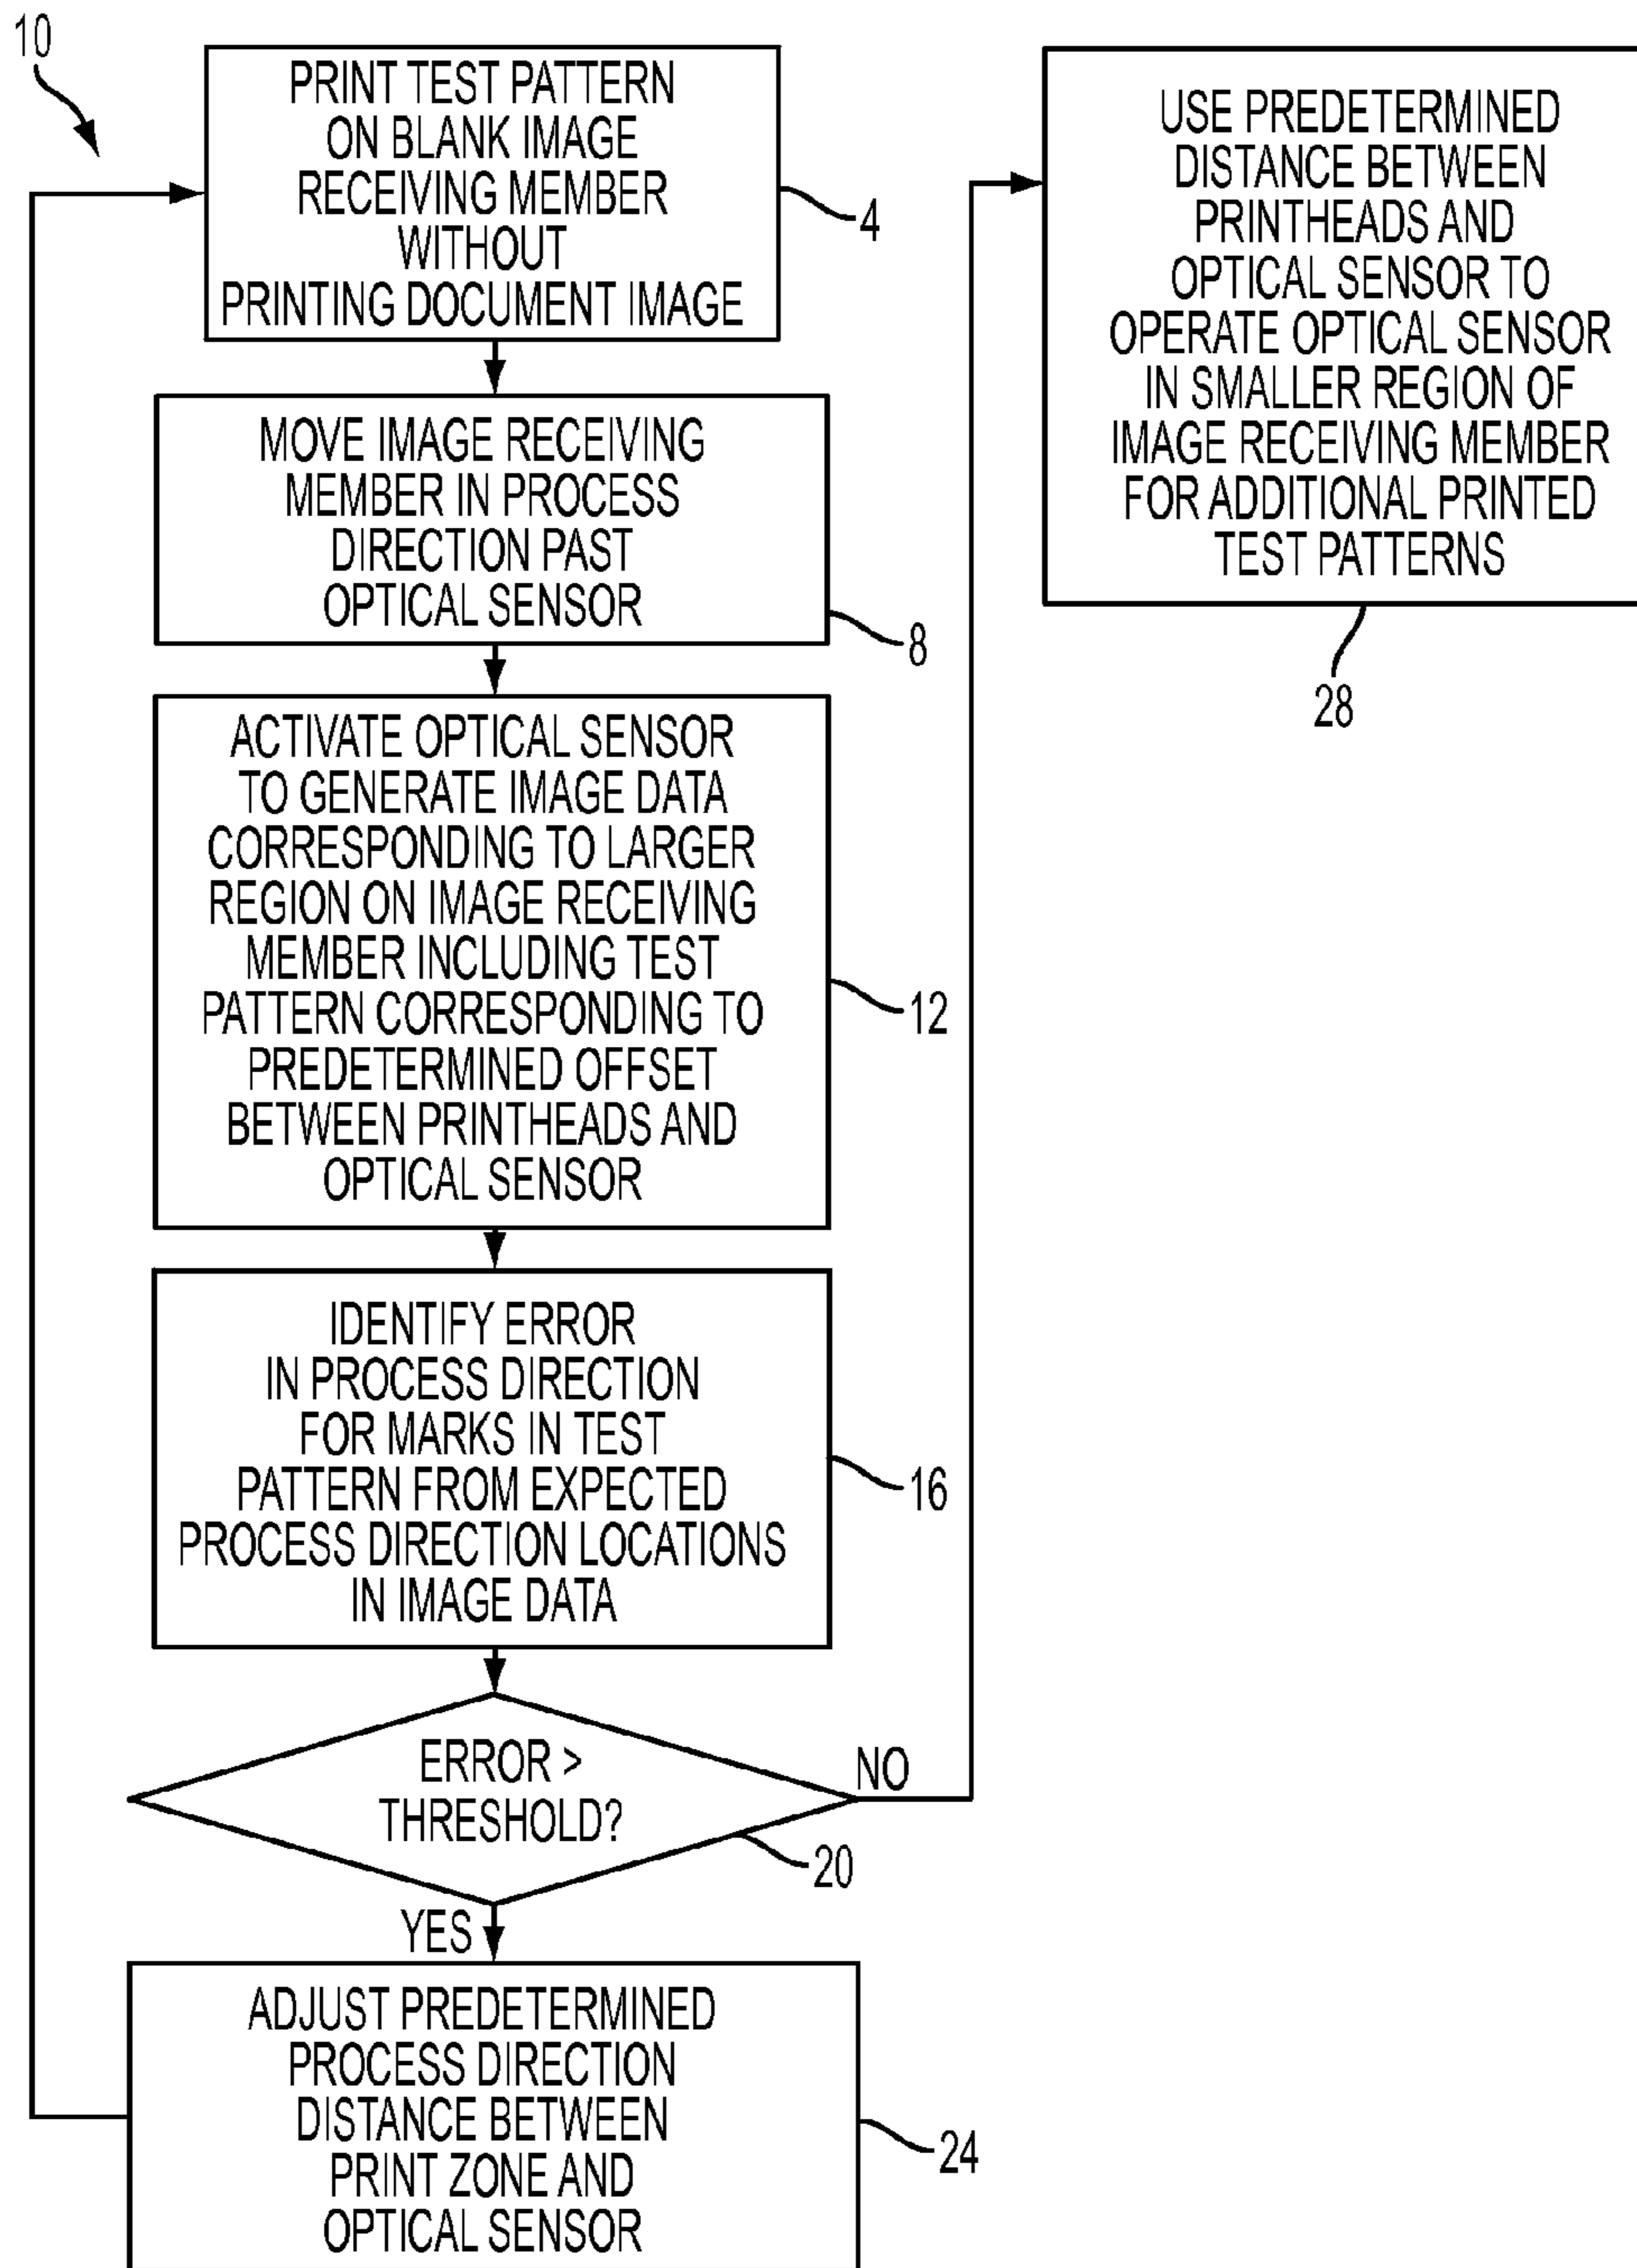 10
PRINT TEST PATTERN
ON BLANK IMAGE
RECEIVING MEMBER
WITHOUT
PRINTING DOCUMENT IMAGE
4
MOVE IMAGE RECEIVING
MEMBER IN PROCESS
DIRECTION PAST
OPTICAL SENSOR
8
ACTIVATE OPTICAL SENSOR
TO GENERATE IMAGE DATA
CORRESPONDING TO LARGER
REGION ON IMAGE RECEIVING
MEMBER INCLUDING TEST
PATTERN CORRESPONDING TO
PREDETERMINED OFFSET
BETWEEN PRINTHEADS AND
OPTICAL SENSOR
12
IDENTIFY ERROR
IN PROCESS DIRECTION
FOR MARKS IN TEST
PATTERN FROM EXPECTED
PROCESS DIRECTION LOCATIONS
IN IMAGE DATA
16
ERROR >
THRESHOLD?
20
NO
YES
ADJUST PREDETERMINED
PROCESS DIRECTION
DISTANCE BETWEEN
PRINT ZONE AND
OPTICAL SENSOR
24
USE PREDETERMINED
DISTANCE BETWEEN
PRINTHEADS AND
OPTICAL SENSOR TO
OPERATE OPTICAL SENSOR
IN SMALLER REGION OF
IMAGE RECEIVING MEMBER
FOR ADDITIONAL PRINTED
TEST PATTERNS
28